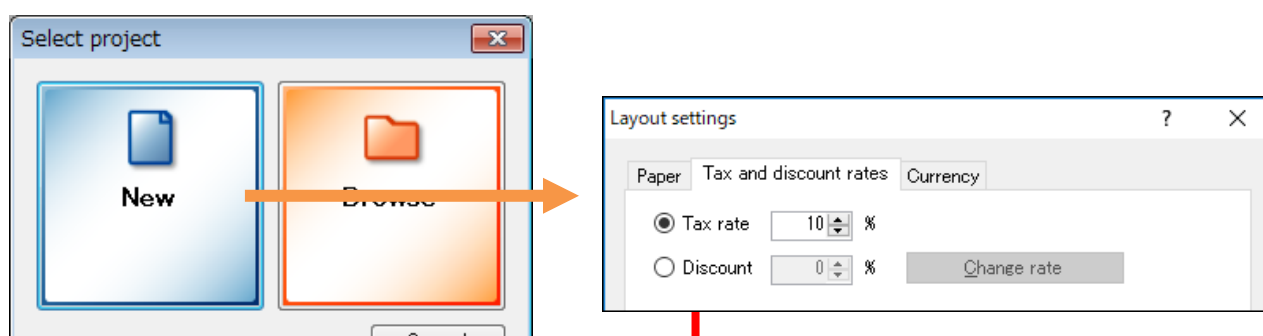 Select project
New
Browse
Layout settings
Paper Tax and discount rates Currency
Tax rate 10 %
Discount 0 % Change rate